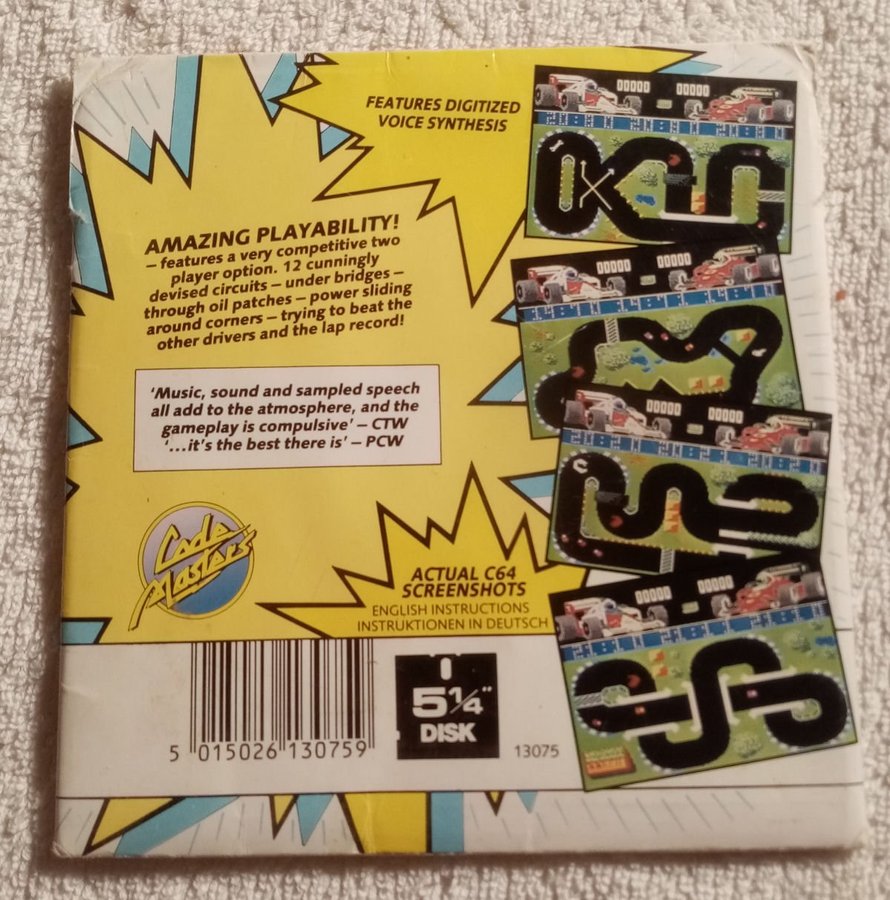 FEATURES DIGITIZED
VOICE SYNTHESIS
AMAZING PLAYABILITY!
– features a very competitive two
player option. 12 cunningly
devised circuits – under bridges –
through oil patches – power sliding
around corners – trying to beat the
other drivers and the lap record!
'Music, sound and sampled speech
all add to the atmosphere, and the
gameplay is compulsive' – CTW
'...it's the best there is' – PCW
Code
Masters
ACTUAL C64
SCREENSHOTS
ENGLISH INSTRUCTIONS
INSTRUKTIONEN IN DEUTSCH
5 015026 130759
5¼"
DISK
13075